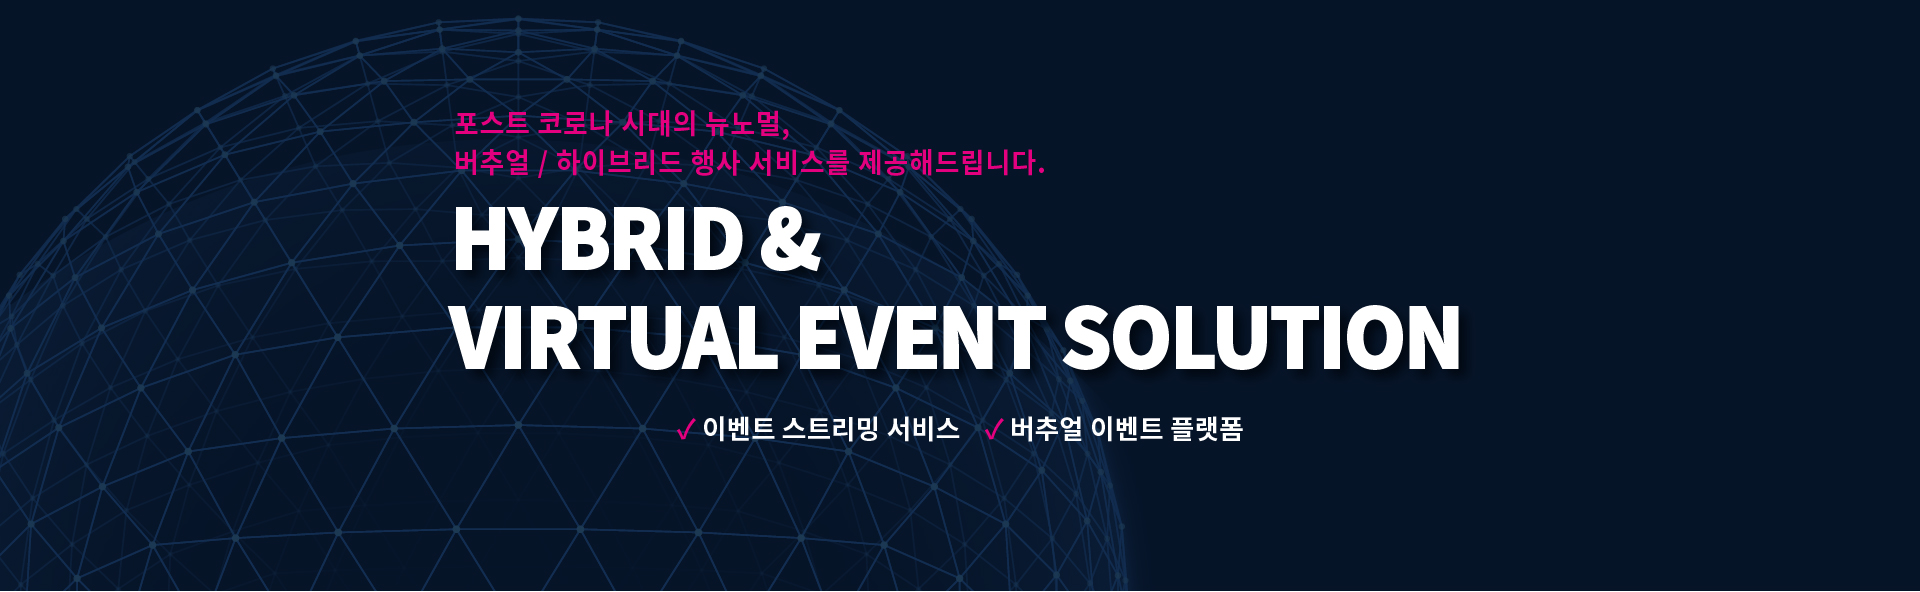 포스트 코로나 시대의 뉴노멀,
버추얼 / 하이브리드 행사 서비스를 제공해드립니다.
HYBRID &
VIRTUAL EVENT SOLUTION
✓ 이벤트 스트리밍 서비스 ✓ 버추얼 이벤트 플랫폼